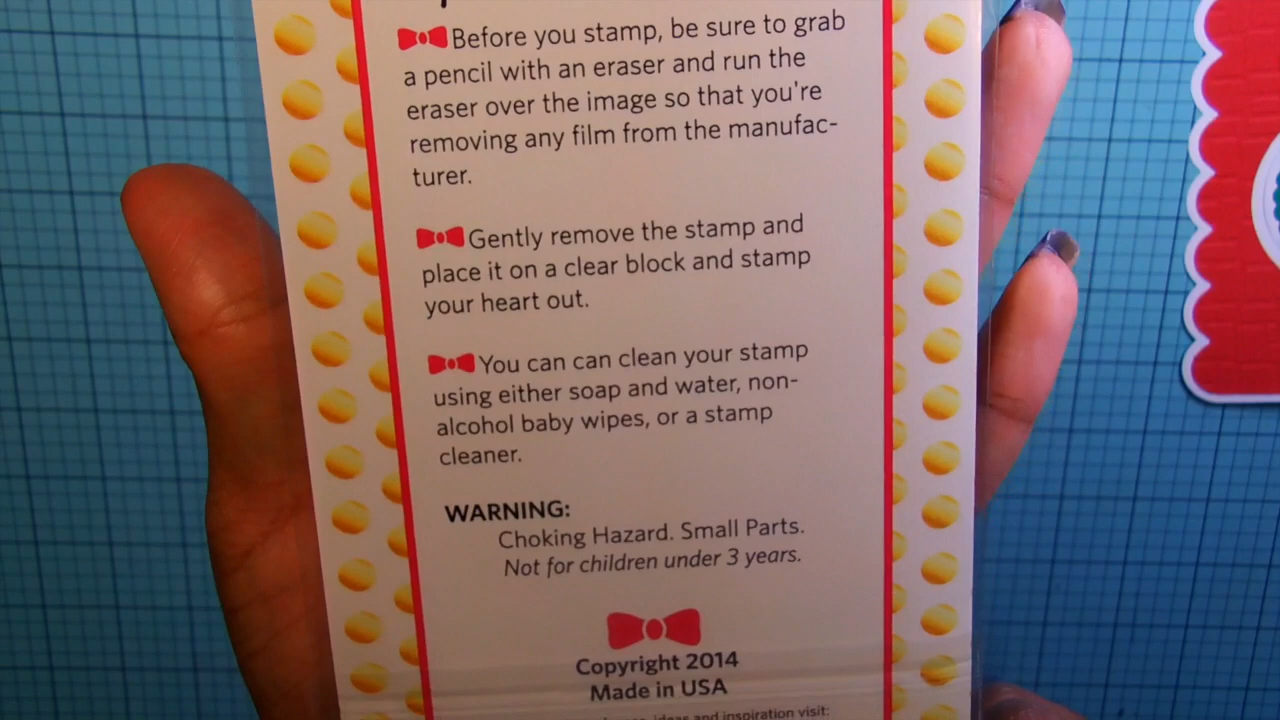 Before you stamp, be sure to grab
a pencil with an eraser and run the
eraser over the image so that you're
removing any film from the manufac-
turer.
Gently remove the stamp and
place it on a clear block and stamp
your heart out.
You can can clean your stamp
using either soap and water, non-
alcohol baby wipes, or a stamp
cleaner.
WARNING:
Choking Hazard. Small Parts.
Not for children under 3 years.
Copyright 2014
Made in USA
ideas and inspiration visit: